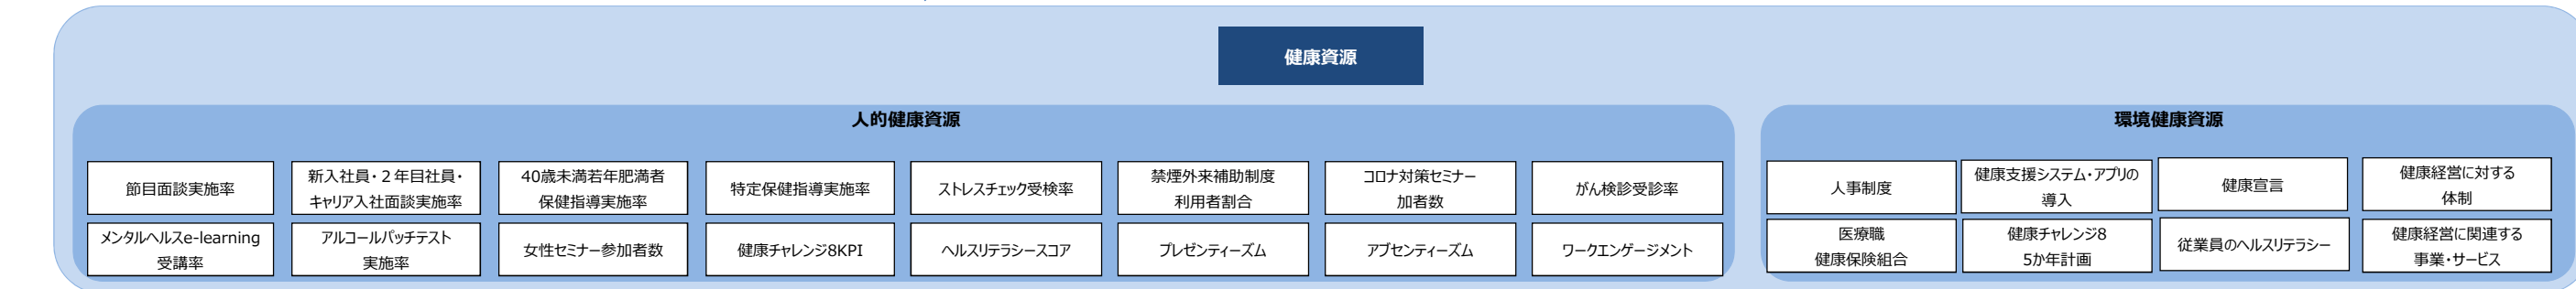 健康資源
人的健康資源
節目面談実施率
新入社員・２年目社員・
キャリア入社面談実施率
40歳未満若年肥満者
保健指導実施率
特定保健指導実施率
ストレスチェック受検率
禁煙外来補助制度
利用者割合
コロナ対策セミナー
加者数
がん検診受診率
メンタルヘルスe-learning
受講率
アルコールパッチテスト
実施率
女性セミナー参加者数
健康チャレンジ8KPI
ヘルスリテラシースコア
プレゼンティーズム
アブセンティーズム
ワークエンゲージメント
環境健康資源
人事制度
健康支援システム・アプリの
導入
健康宣言
健康経営に対する
体制
医療職
健康保険組合
健康チャレンジ8
5か年計画
従業員のヘルスリテラシー
健康経営に関連する
事業・サービス